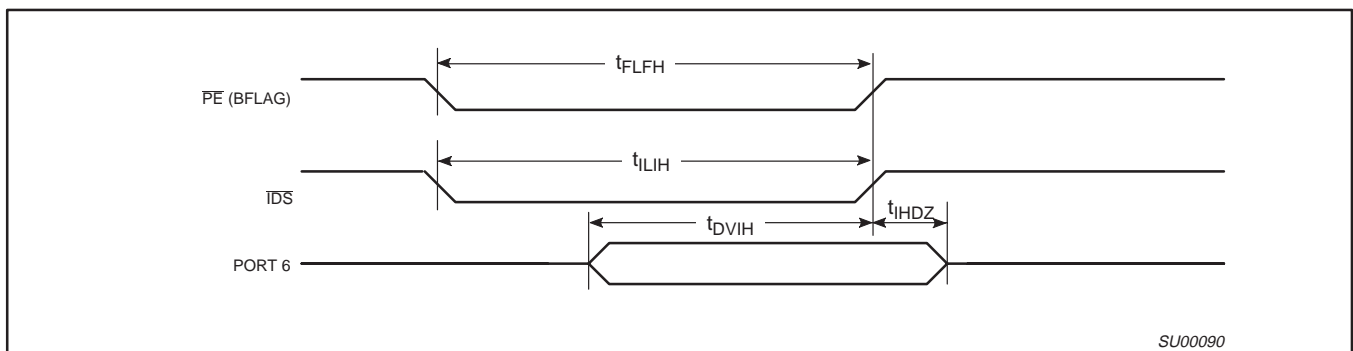 tFLFH
PE (BFLAG)
tILIH
IDS
tDVIH
tIHDZ
PORT 6
SU00090